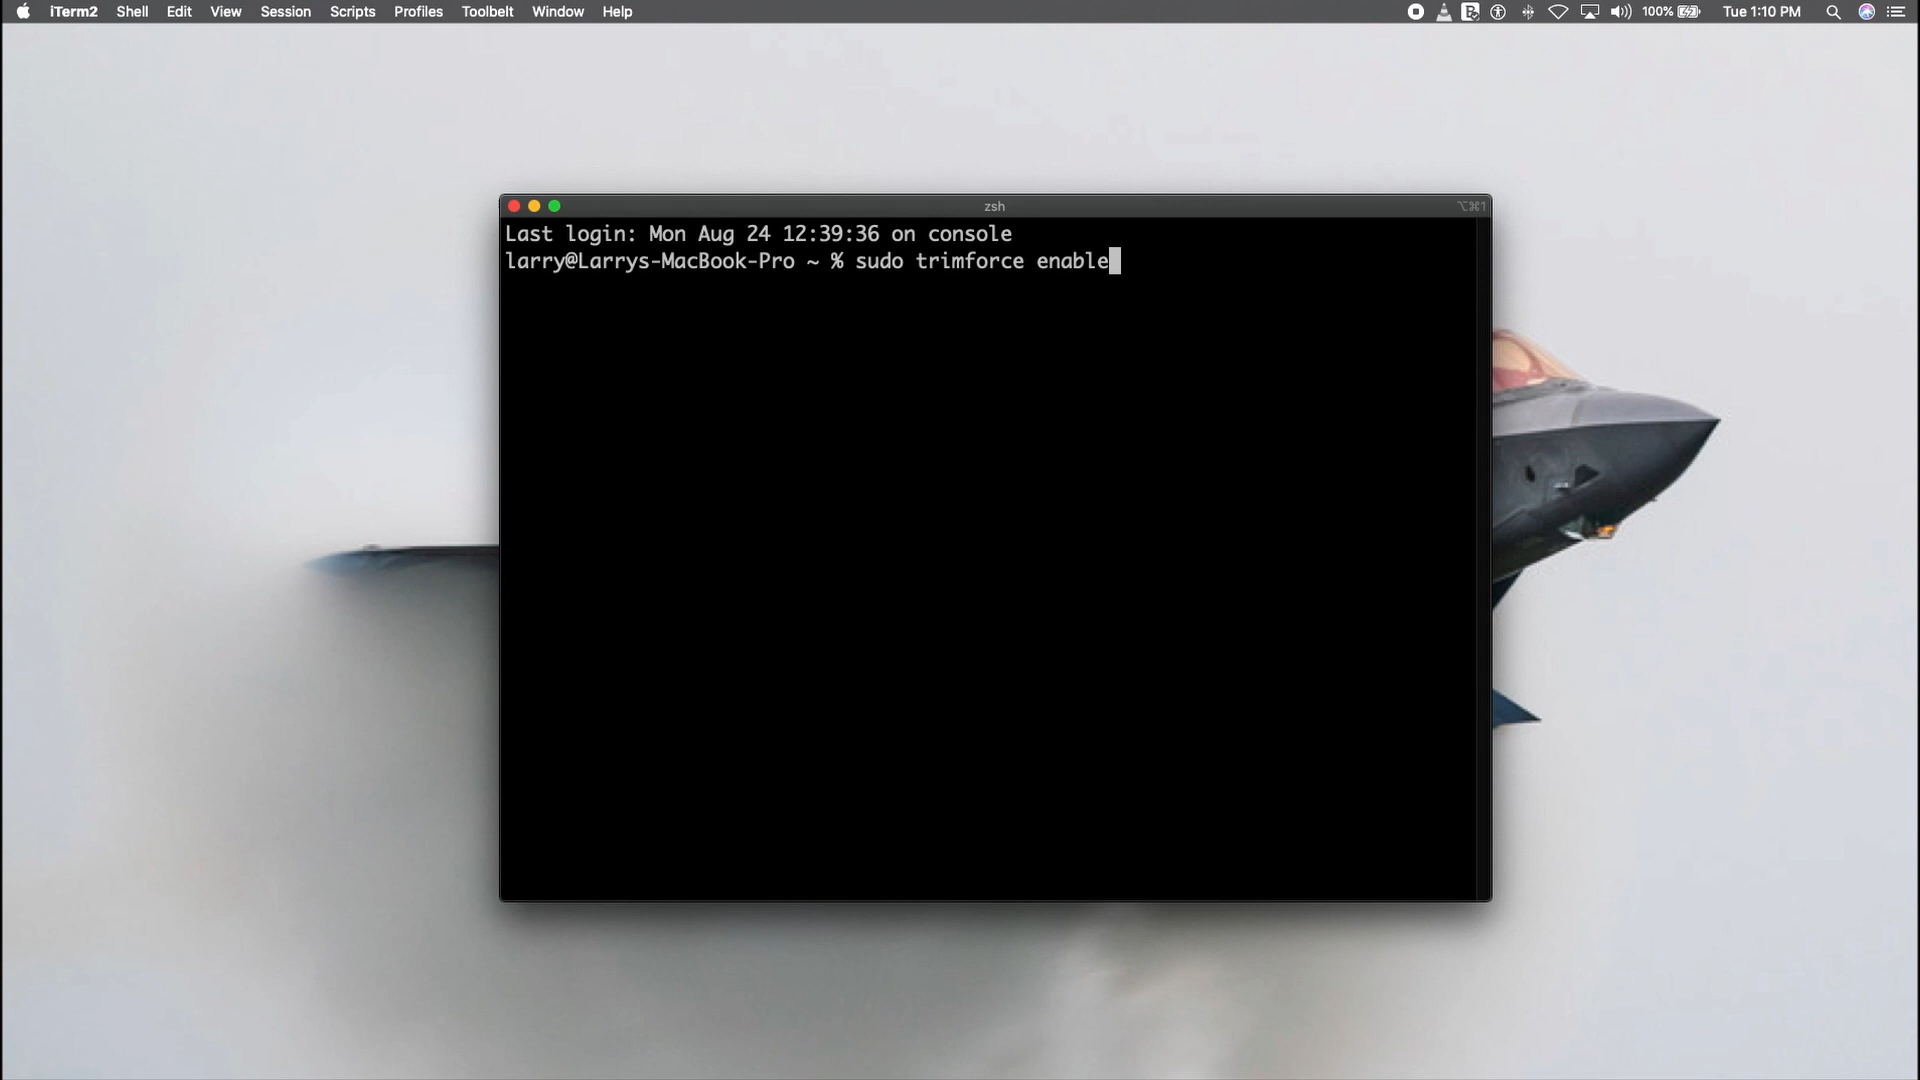 iTerm2 Shell Edit View Session Scripts Profiles Toolbelt Window Help 100% Tue 1:10 PM
zsh ⌥⌘1
Last login: Mon Aug 24 12:39:36 on console
larry@Larrys-MacBook-Pro ~ % sudo trimforce enable